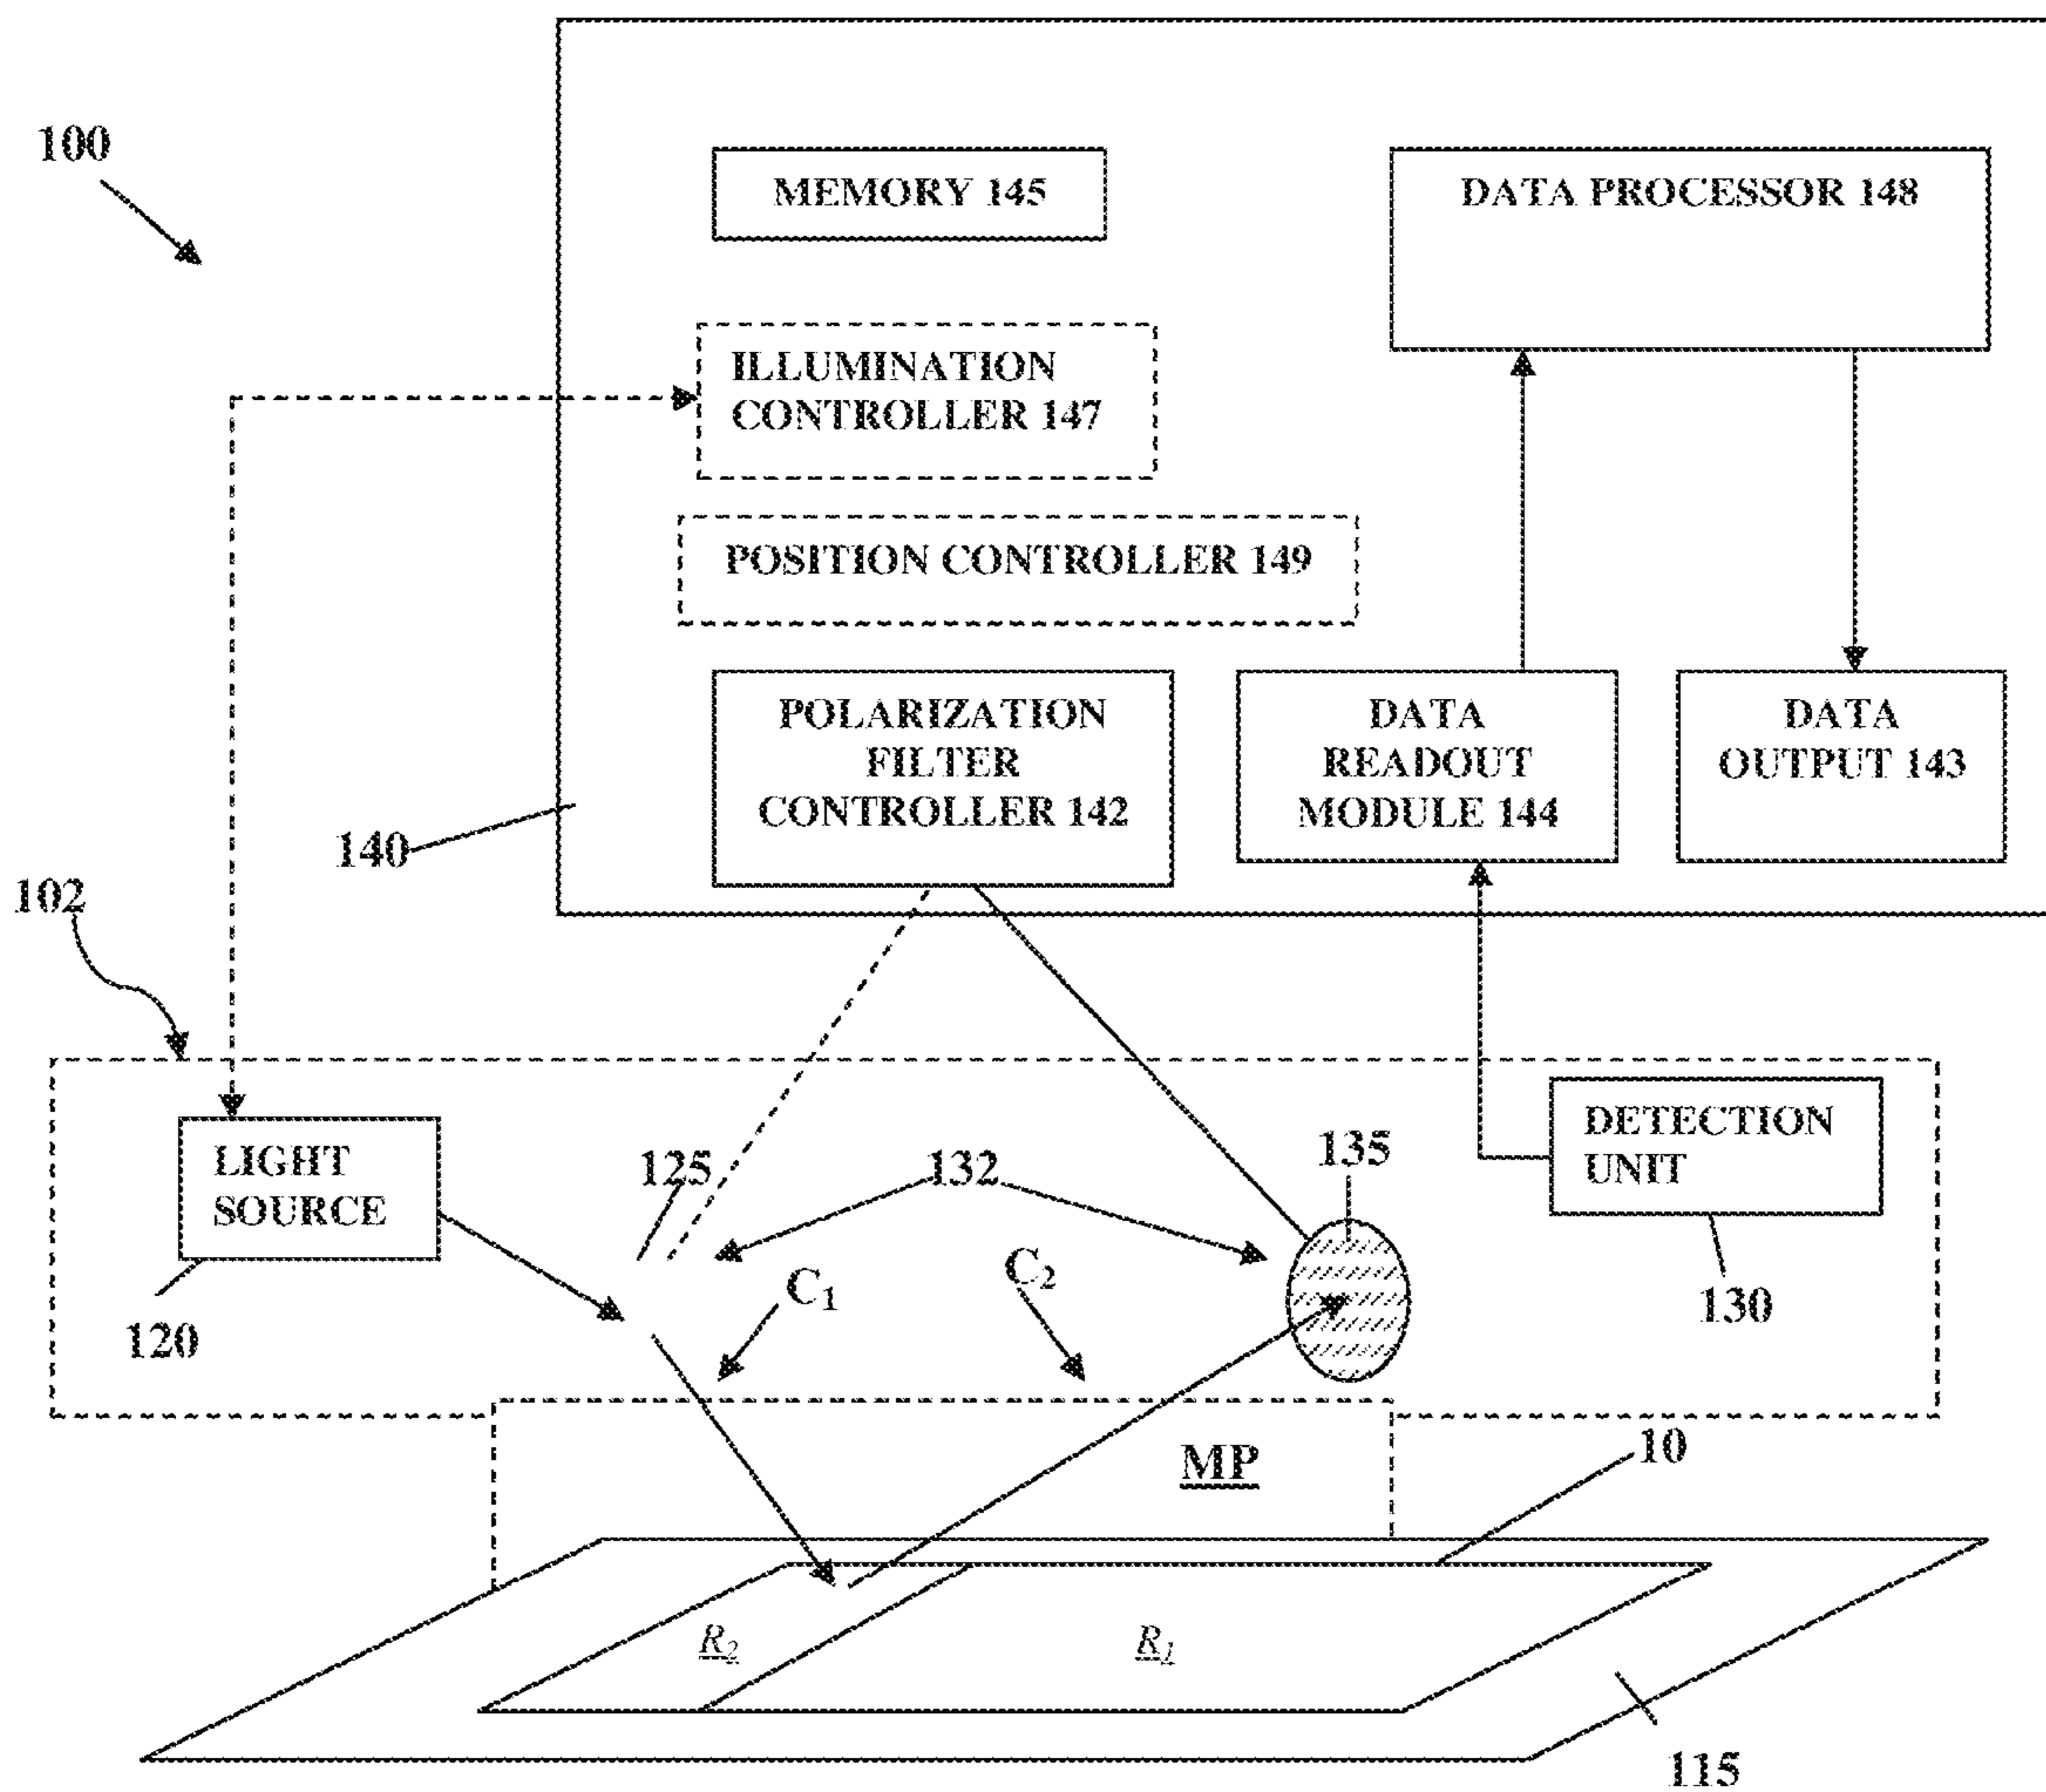 100
MEMORY 145
DATA PROCESSOR 148
ILLUMINATION
CONTROLLER 147
POSITION CONTROLLER 149
POLARIZATION
FILTER
CONTROLLER 142
DATA
READOUT
MODULE 144
DATA
OUTPUT 143
140
102
LIGHT
SOURCE
120
125
132
135
DETECTION
UNIT
130
C1
C2
MP
10
R2
R1
115